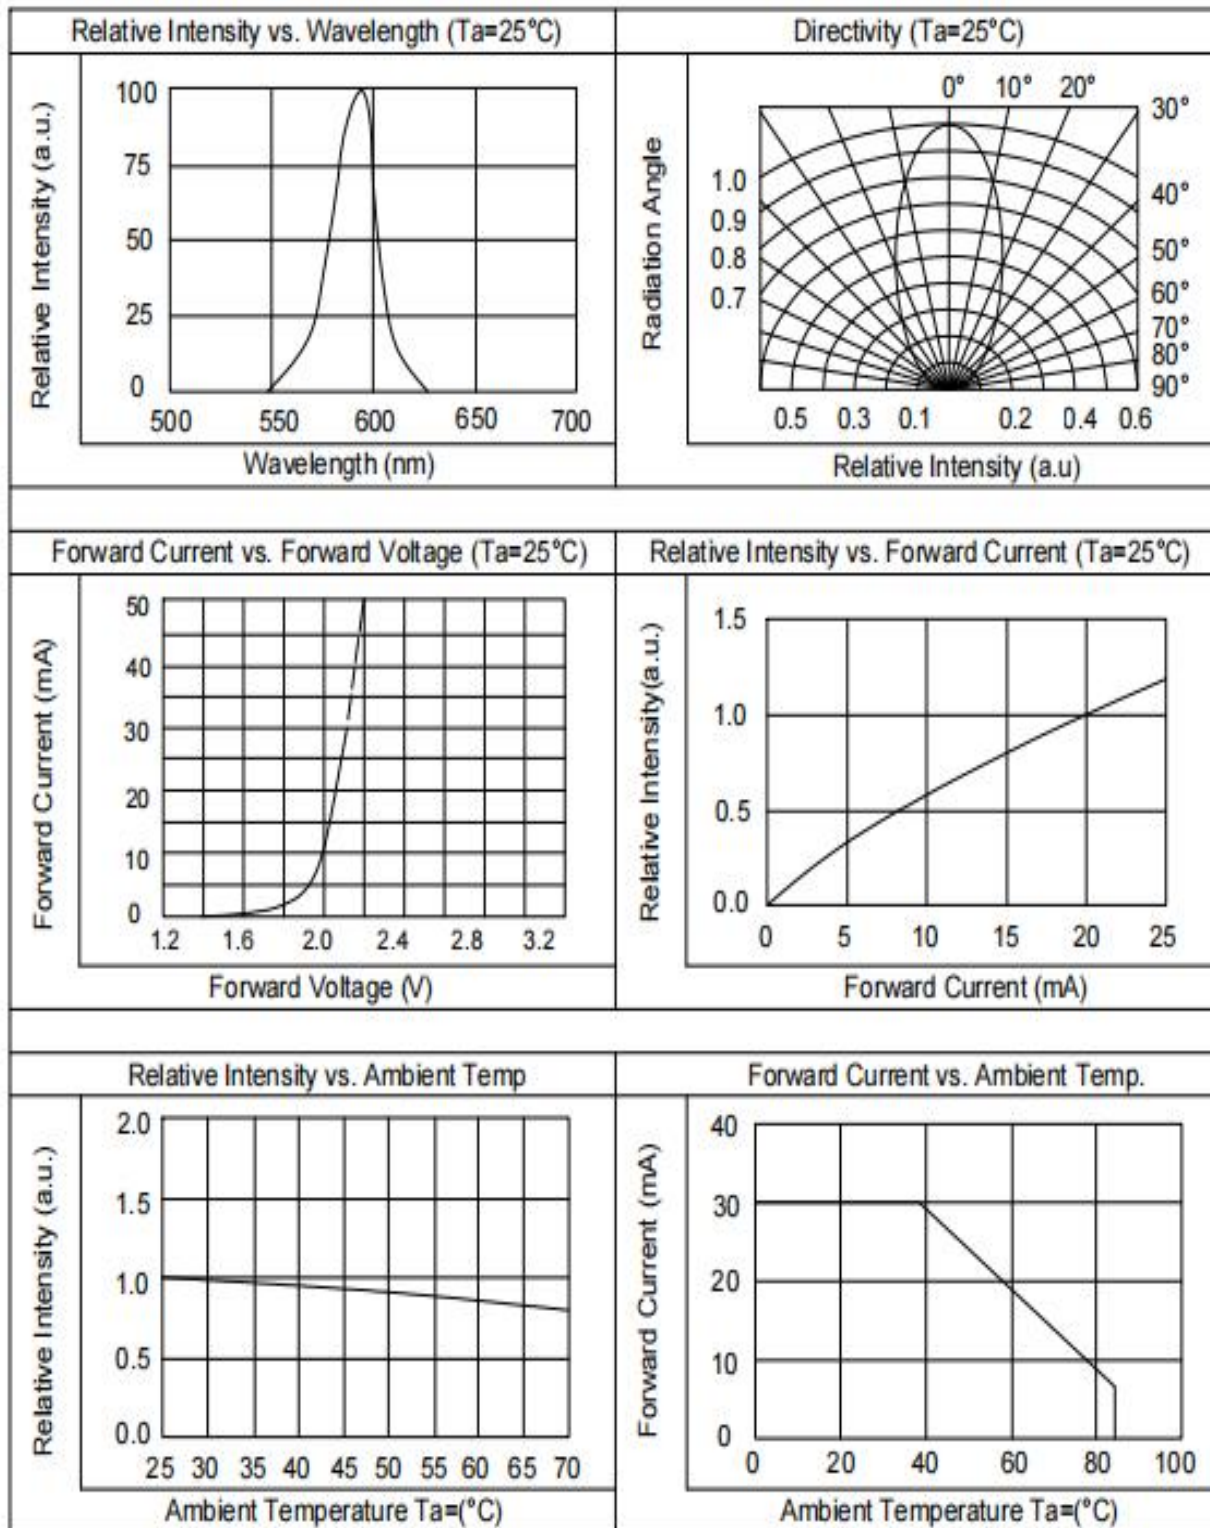 Relative Intensity vs. Wavelength (Ta=25°C)
Relative Intensity (a.u.)
100
75
50
25
0
500 550 600 650 700
Wavelength (nm)
Directivity (Ta=25°C)
Radiation Angle
0° 10° 20° 30°
40°
50°
60°
70°
80°
90°
1.0
0.9
0.8
0.7
0.5 0.3 0.1 0.2 0.4 0.6
Relative Intensity (a.u)
Forward Current vs. Forward Voltage (Ta=25°C)
Forward Current (mA)
50
40
30
20
10
0
1.2 1.6 2.0 2.4 2.8 3.2
Forward Voltage (V)
Relative Intensity vs. Forward Current (Ta=25°C)
Relative Intensity(a.u.)
1.5
1.0
0.5
0.0
0 5 10 15 20 25
Forward Current (mA)
Relative Intensity vs. Ambient Temp
Relative Intensity (a.u.)
2.0
1.5
1.0
0.5
0.0
25 30 35 40 45 50 55 60 65 70
Ambient Temperature Ta=(°C)
Forward Current vs. Ambient Temp.
Forward Current (mA)
40
30
20
10
0
0 20 40 60 80 100
Ambient Temperature Ta=(°C)